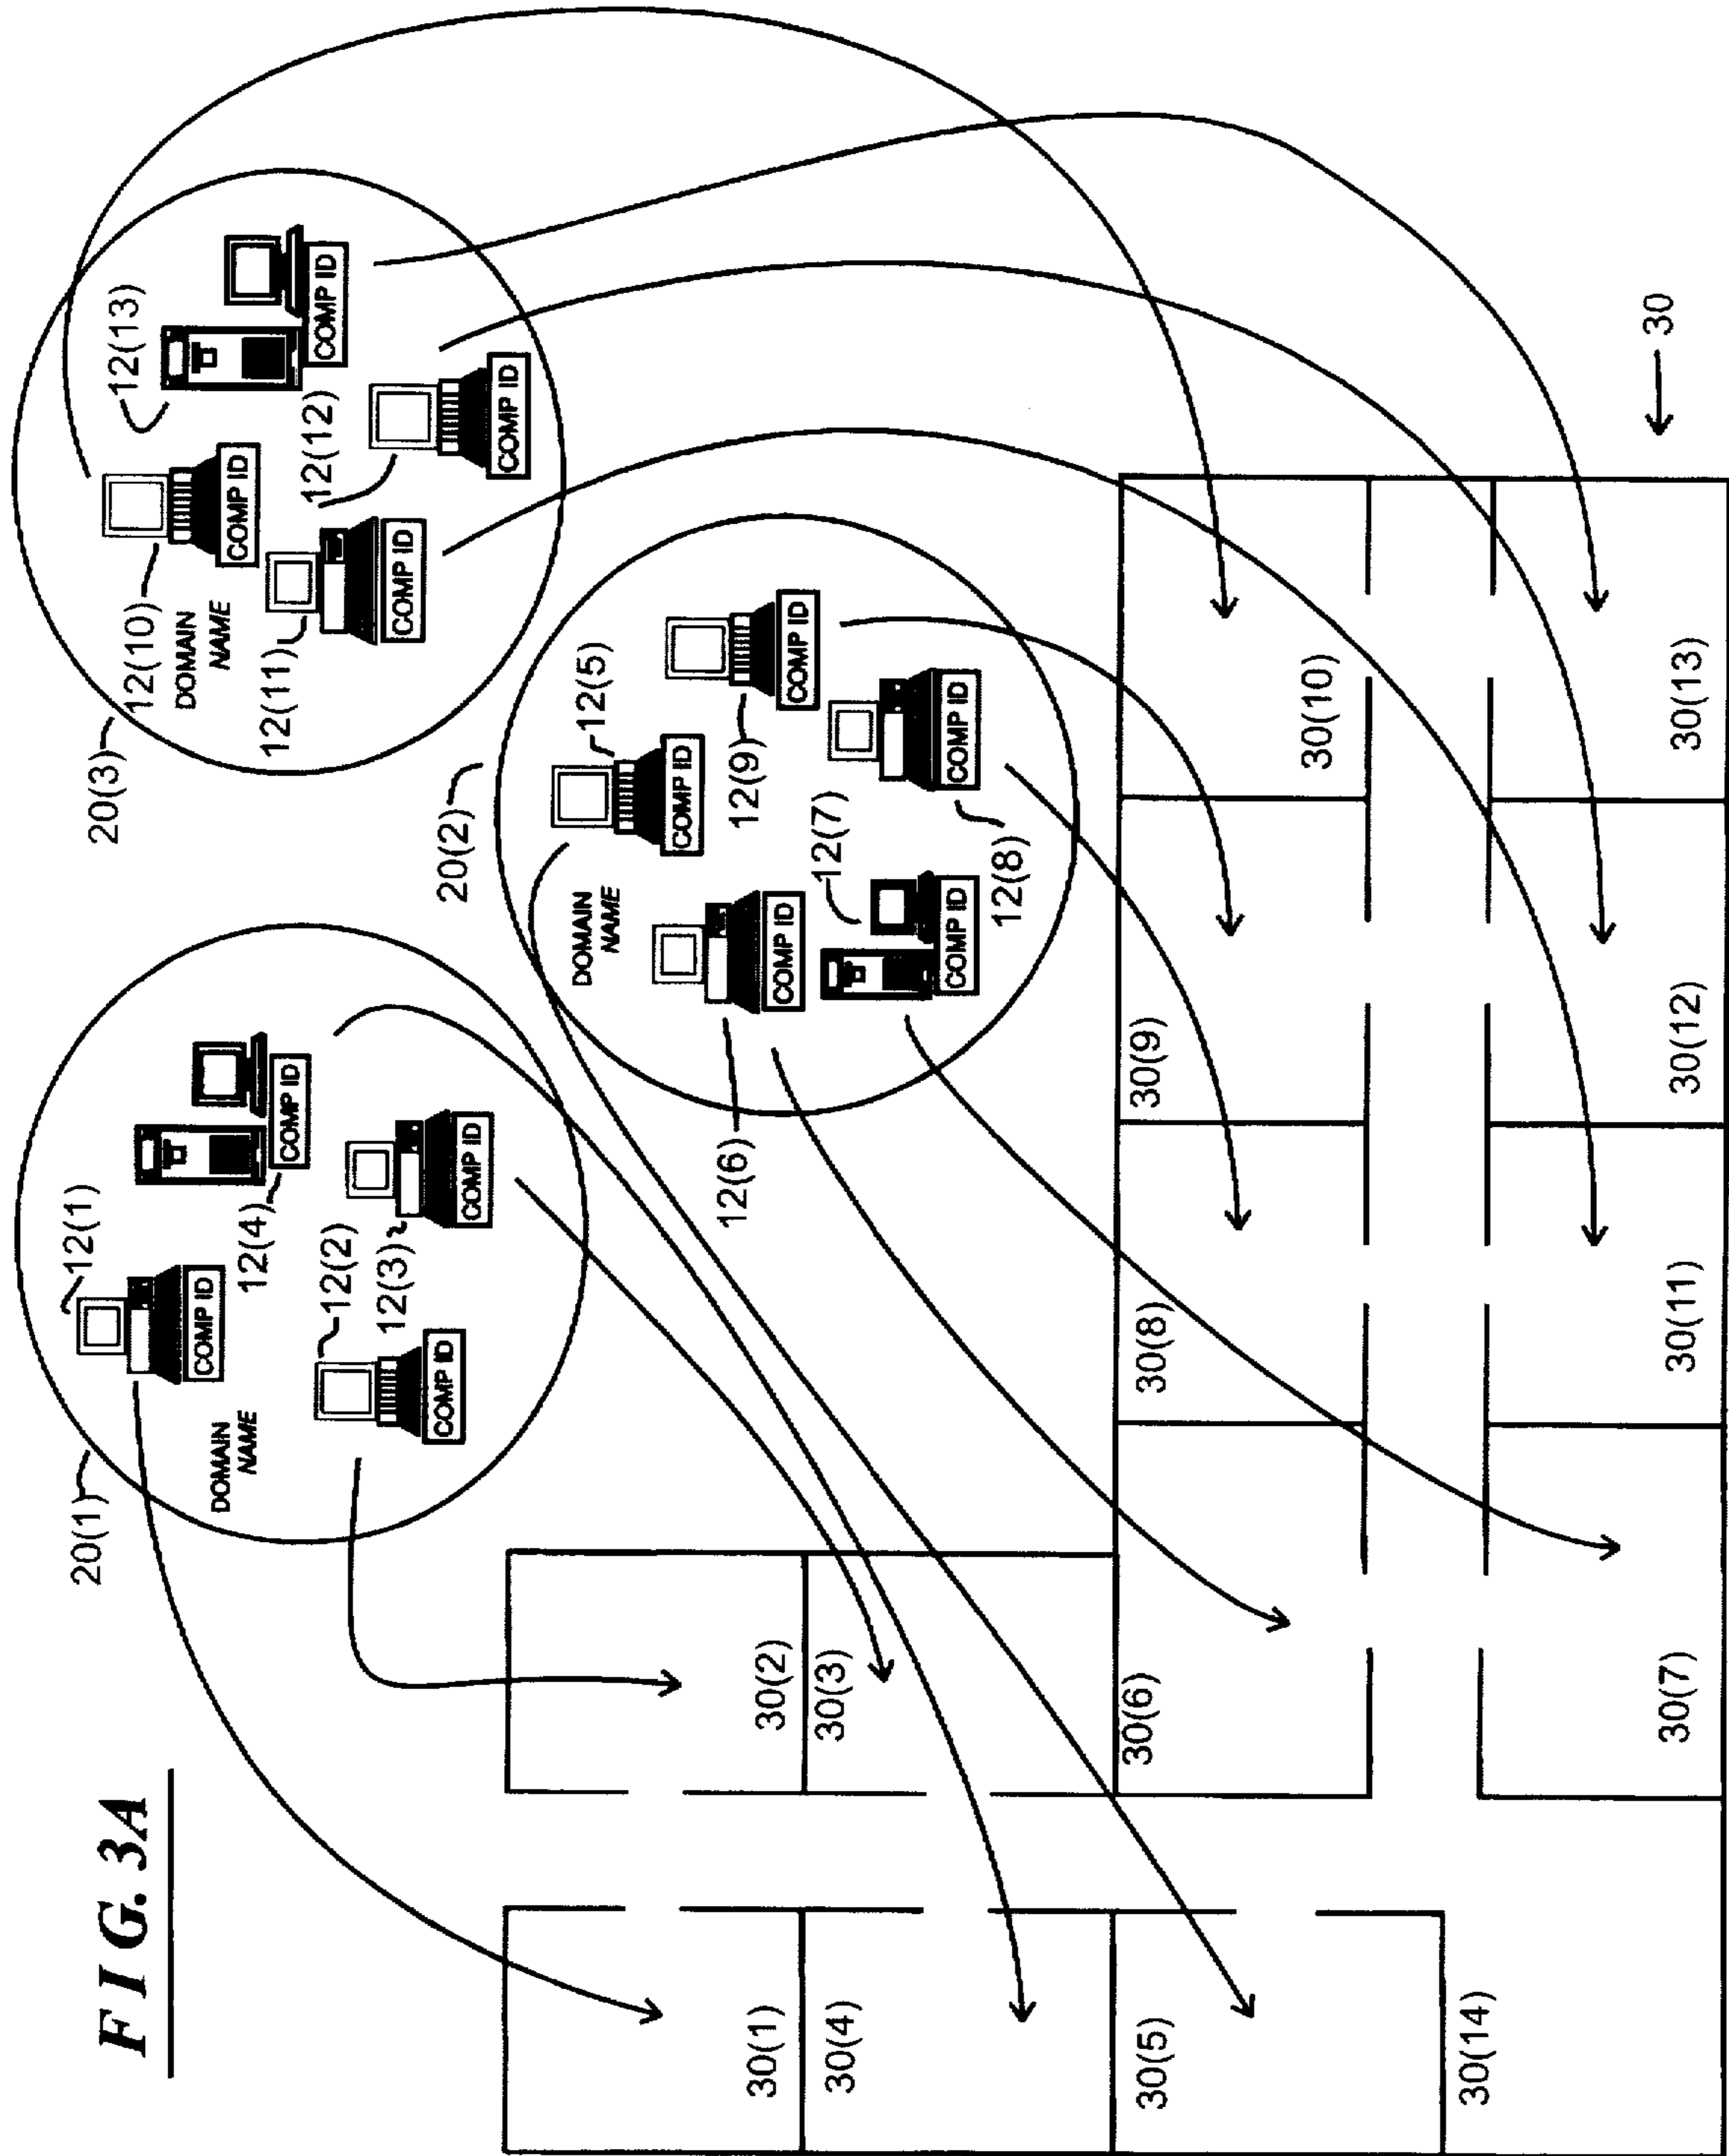 FIG. 3A
20(1)
12(1)
COMP ID
DOMAIN
NAME
12(4)
COMP ID
12(2)
COMP ID
12(3)
COMP ID
20(2)
12(5)
COMP ID
DOMAIN
NAME
12(6)
COMP ID
12(9)
COMP ID
12(7)
COMP ID
12(8)
COMP ID
20(3)
12(10)
COMP ID
12(13)
COMP ID
DOMAIN
NAME
12(11)
COMP ID
12(12)
COMP ID
30(1)
30(2)
30(4)
30(3)
30(5)
30(6)
30(8)
30(9)
30(10)
30(14)
30(7)
30(11)
30(12)
30(13)
30